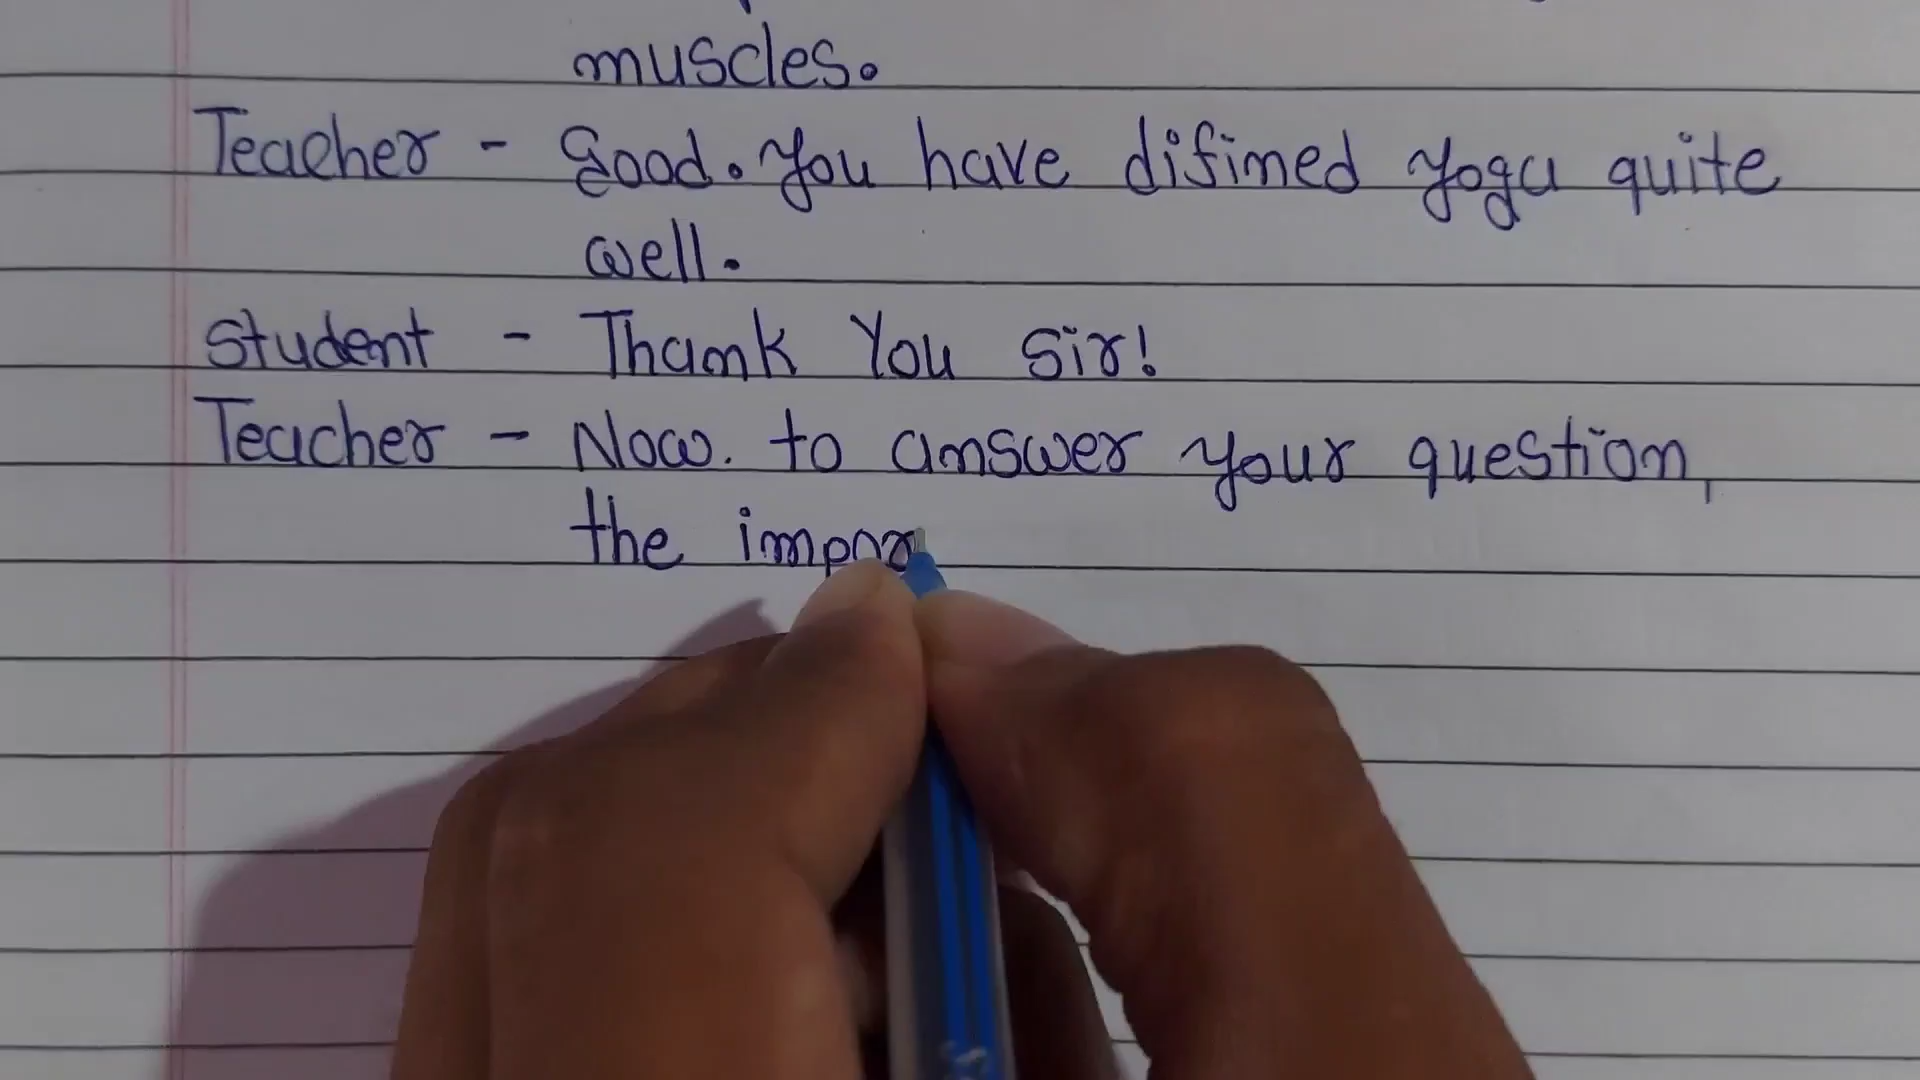 muscles.
Teacher - Good. You have difined yoga quite
well.
Student - Thank You Sir!
Teacher - Now. to answer your question,
the impor